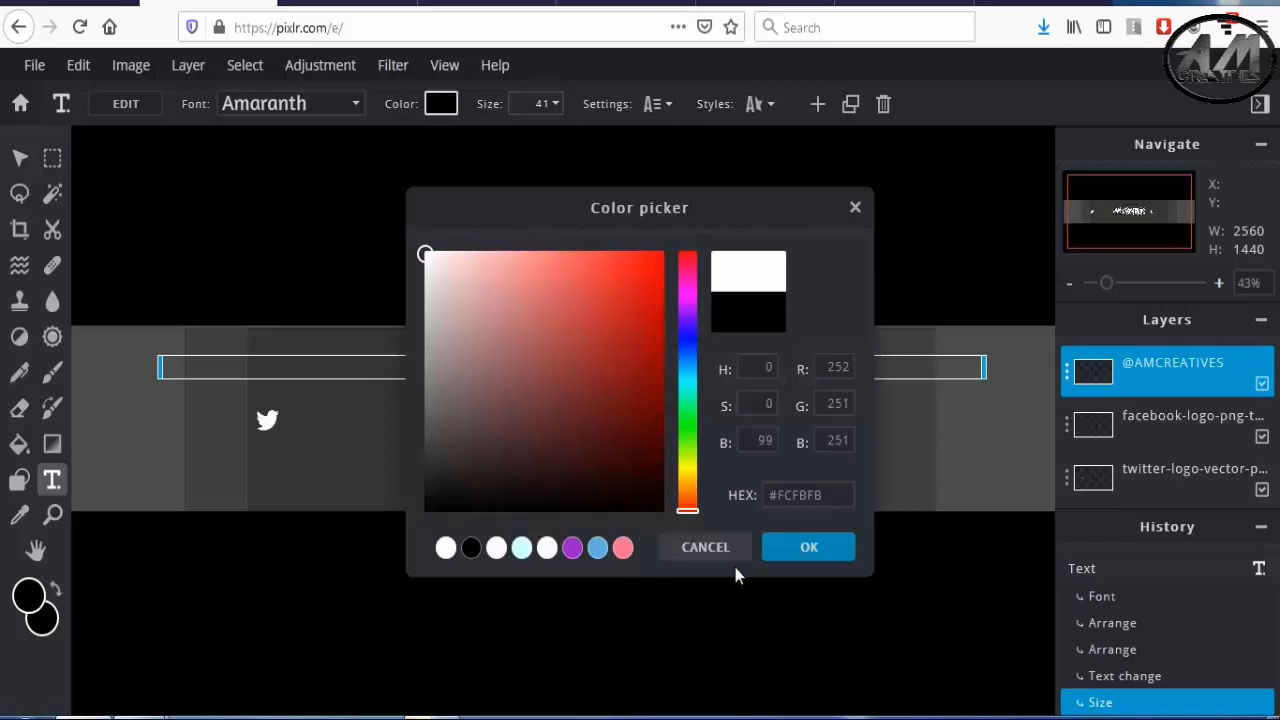 https://pixlr.com/e/
Search
AM
CREATIVES
File Edit Image Layer Select Adjustment Filter View Help
EDIT Font: Amaranth Color: Size: 41 Settings: Styles:
Color picker
H: 0 R: 252
S: 0 G: 251
B: 99 B: 251
HEX: #FCFBFB
CANCEL OK
Navigate
X:
Y:
W: 2560
H: 1440
- + 43%
Layers
@AMCREATIVES
facebook-logo-png-t...
twitter-logo-vector-p...
History
Text
Font
Arrange
Arrange
Text change
Size